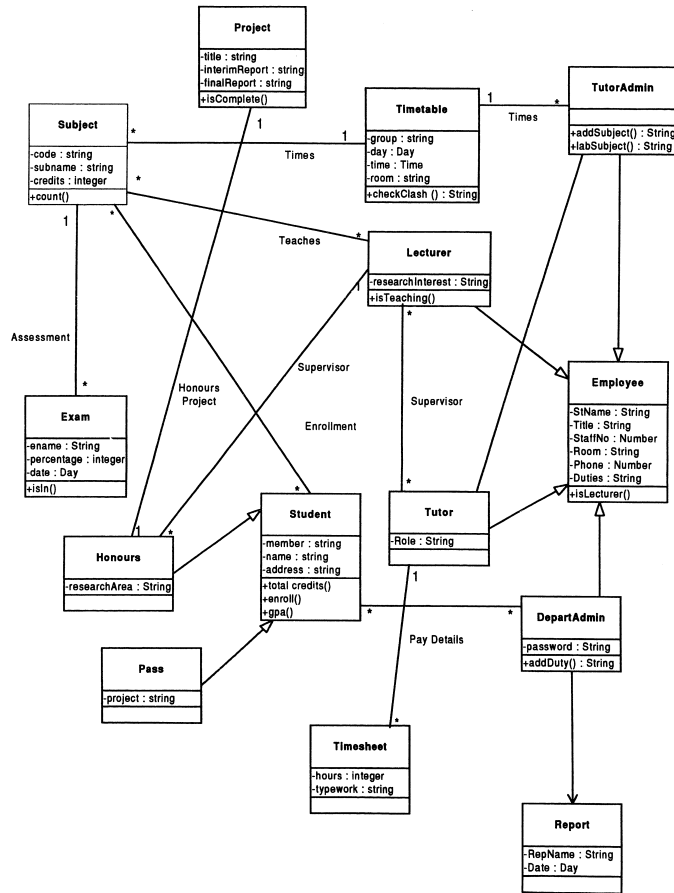 Project
-title : string
-interimReport : string
-finalReport : string
+isComplete()
TutorAdmin
+addSubject() : String
+labSubject() : String
Timetable
-group : string
-day : Day
-time : Time
-room : string
+checkClash () : String
1
*
Times
Subject
-code : string
-subname : string
-credits : integer
+count()
*
1
Times
1
*
Teaches
*
Lecturer
-researchInterest : String
+isTeaching()
1
*
1
*
Assessment
*
Honours
Project
Supervisor
Supervisor
Enrollment
Employee
-StName : String
-Title : String
-StaffNo : Number
-Room : String
-Phone : Number
-Duties : String
+isLecturer()
Exam
-ename : String
-percentage : integer
-date : Day
+isIn()
*
*
Student
-member : string
-name : string
-address : string
+total credits()
+enroll()
+gpa()
Tutor
-Role : String
1
*
Honours
-researchArea : String
1
*
*
DepartAdmin
-password : String
+addDuty() : String
Pay Details
Pass
-project : string
*
Timesheet
-hours : integer
-typework : string
Report
-RepName : String
-Date : Day